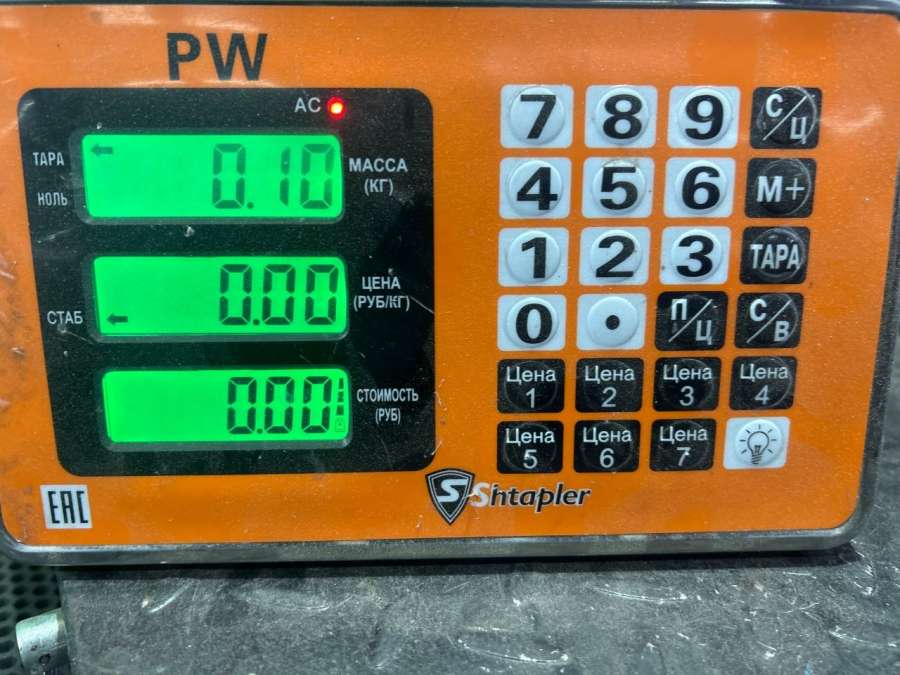 PW
AC
ТАРА
НОЛЬ
0.10
МАССА
(КГ)
СТАБ
0.00
ЦЕНА
(РУБ/КГ)
0.00
СТОИМОСТЬ
(РУБ)
7 8 9 С/Ц
4 5 6 М+
1 2 3 ТАРА
0 . П/Ц С/В
Цена 1 Цена 2 Цена 3 Цена 4
Цена 5 Цена 6 Цена 7
EAC
S Shtapler